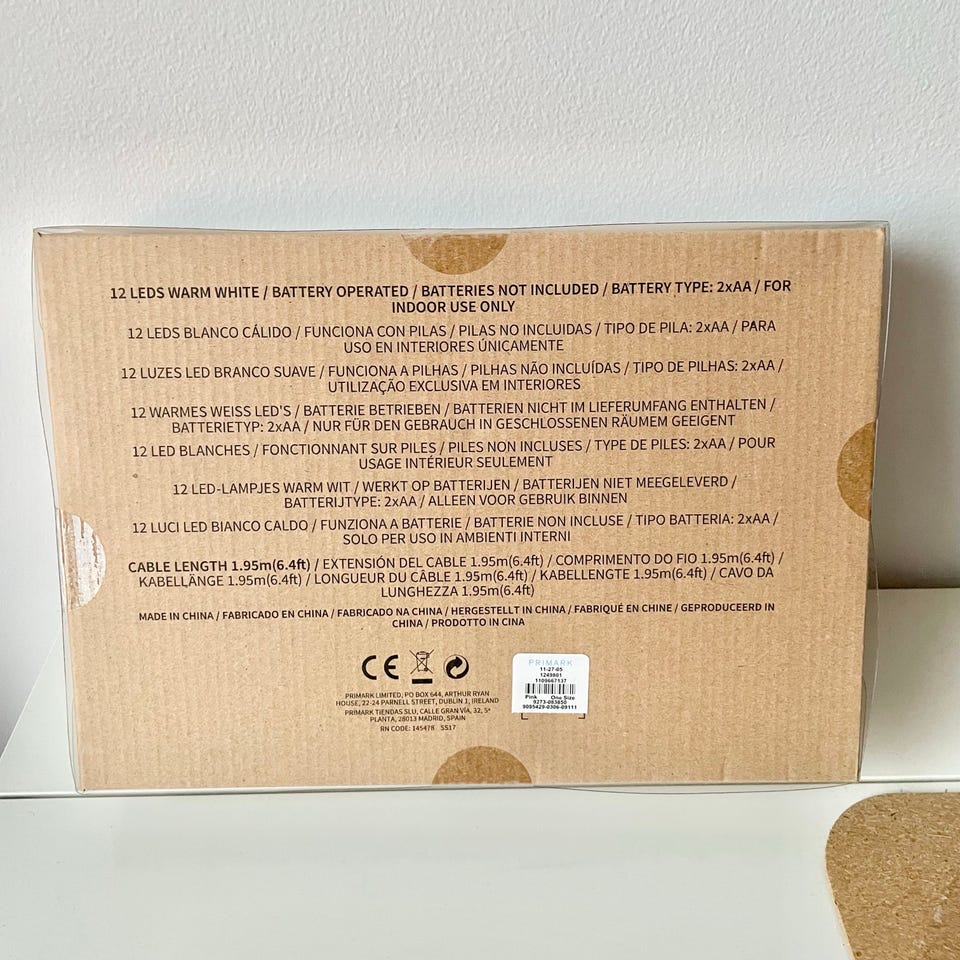 12 LEDS WARM WHITE / BATTERY OPERATED / BATTERIES NOT INCLUDED / BATTERY TYPE: 2xAA / FOR
INDOOR USE ONLY
12 LEDS BLANCO CÁLIDO / FUNCIONA CON PILAS / PILAS NO INCLUIDAS / TIPO DE PILA: 2xAA / PARA
USO EN INTERIORES ÚNICAMENTE
12 LUZES LED BRANCO SUAVE / FUNCIONA A PILHAS / PILHAS NÃO INCLUÍDAS / TIPO DE PILHAS: 2xAA /
UTILIZAÇÃO EXCLUSIVA EM INTERIORES
12 WARMES WEISS LED'S / BATTERIE BETRIEBEN / BATTERIEN NICHT IM LIEFERUMFANG ENTHALTEN /
BATTERIETYP: 2xAA / NUR FÜR DEN GEBRAUCH IN GESCHLOSSENEN RÄUMEM GEEIGENT
12 LED BLANCHES / FONCTIONNANT SUR PILES / PILES NON INCLUSES / TYPE DE PILES: 2xAA / POUR
USAGE INTÉRIEUR SEULEMENT
12 LED-LAMPJES WARM WIT / WERKT OP BATTERIJEN / BATTERIJEN NIET MEEGELEVERD /
BATTERIJTYPE: 2xAA / ALLEEN VOOR GEBRUIK BINNEN
12 LUCI LED BIANCO CALDO / FUNZIONA A BATTERIE / BATTERIE NON INCLUSE / TIPO BATTERIA: 2xAA /
SOLO PER USO IN AMBIENTI INTERNI
CABLE LENGTH 1.95m(6.4ft) / EXTENSIÓN DEL CABLE 1.95m(6.4ft) / COMPRIMENTO DO FIO 1.95m(6.4ft) /
KABELLÄNGE 1.95m(6.4ft) / LONGUEUR DU CÂBLE 1.95m(6.4ft) / KABELLENGTE 1.95m(6.4ft) / CAVO DA
LUNGHEZZA 1.95m(6.4ft)
MADE IN CHINA / FABRICADO EN CHINA / FABRICADO NA CHINA / HERGESTELLT IN CHINA / FABRIQUÉ EN CHINE / GEPRODUCEERD IN
CHINA / PRODOTTO IN CINA
CE
PRIMARK LIMITED, PO BOX 644, ARTHUR RYAN
HOUSE, 22-24 PARNELL STREET, DUBLIN 1, IRELAND
PRIMARK TIENDAS SLU, CALLE GRAN VÍA, 32, 5ª
PLANTA, 28013 MADRID, SPAIN
RN CODE: 145478 SS17
PRIMARK
11-27-05
1249801
1109667137
Pink One Size
9273-083850
9095429-0306-09111